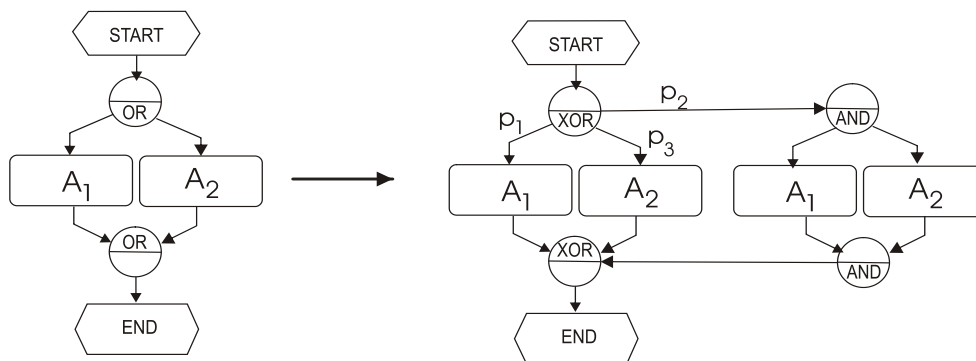 START
OR
A1
A2
OR
END
START
XOR
p1
p2
p3
AND
A1
A2
A1
A2
XOR
AND
END